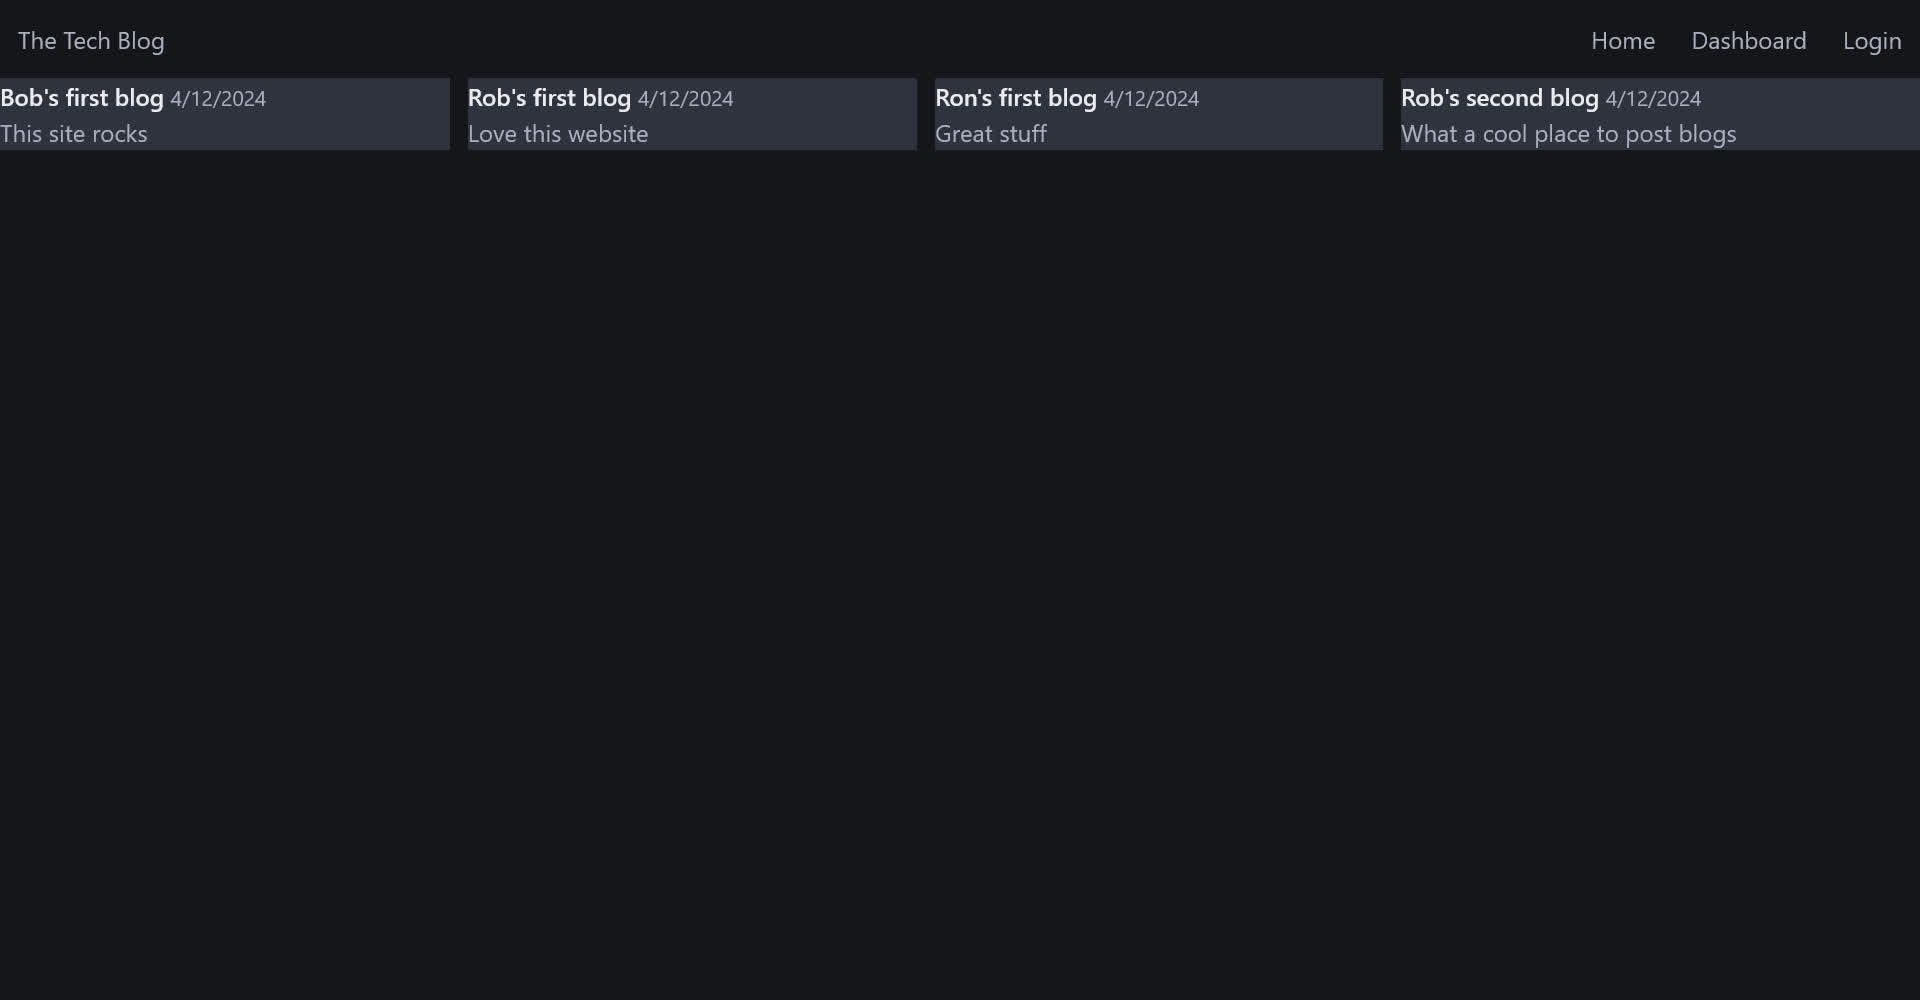 The Tech Blog
Home Dashboard Login
Bob's first blog 4/12/2024
This site rocks
Rob's first blog 4/12/2024
Love this website
Ron's first blog 4/12/2024
Great stuff
Rob's second blog 4/12/2024
What a cool place to post blogs